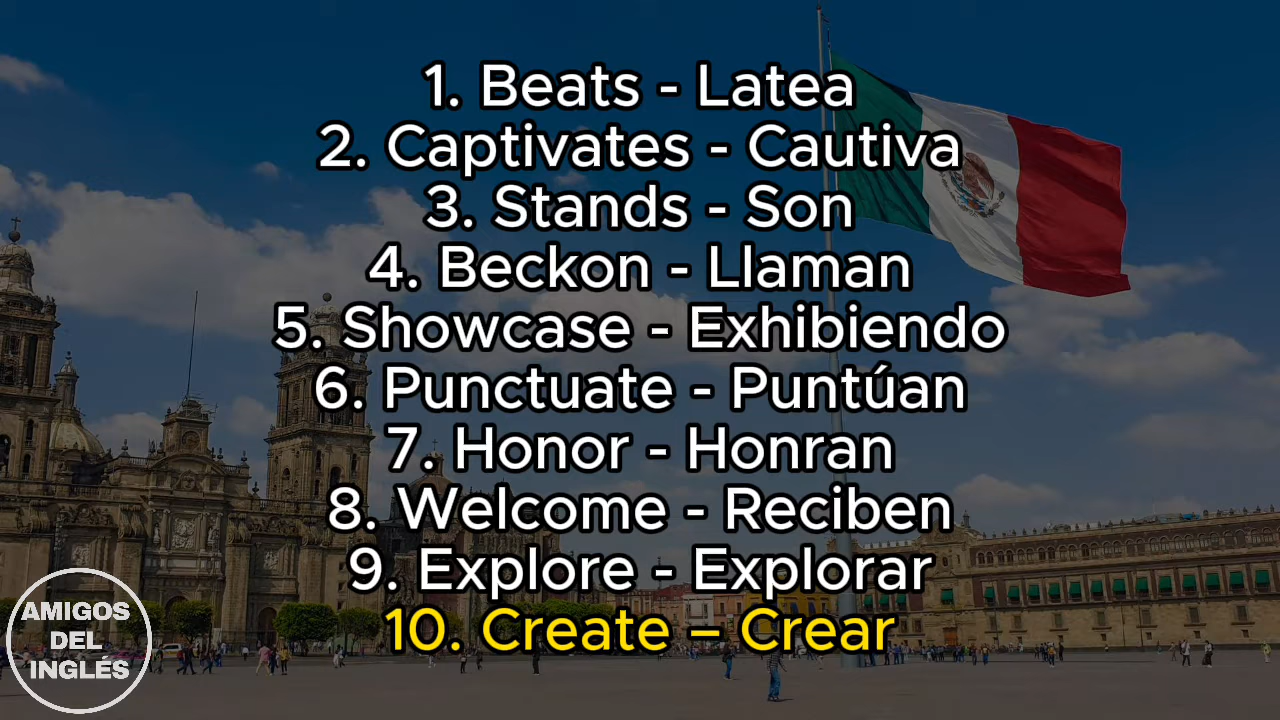 1. Beats - Latea
2. Captivates - Cautiva
3. Stands - Son
4. Beckon - Llaman
5. Showcase - Exhibiendo
6. Punctuate - Puntúan
7. Honor - Honran
8. Welcome - Reciben
9. Explore - Explorar
10. Create – Crear
AMIGOS
DEL
INGLÉS